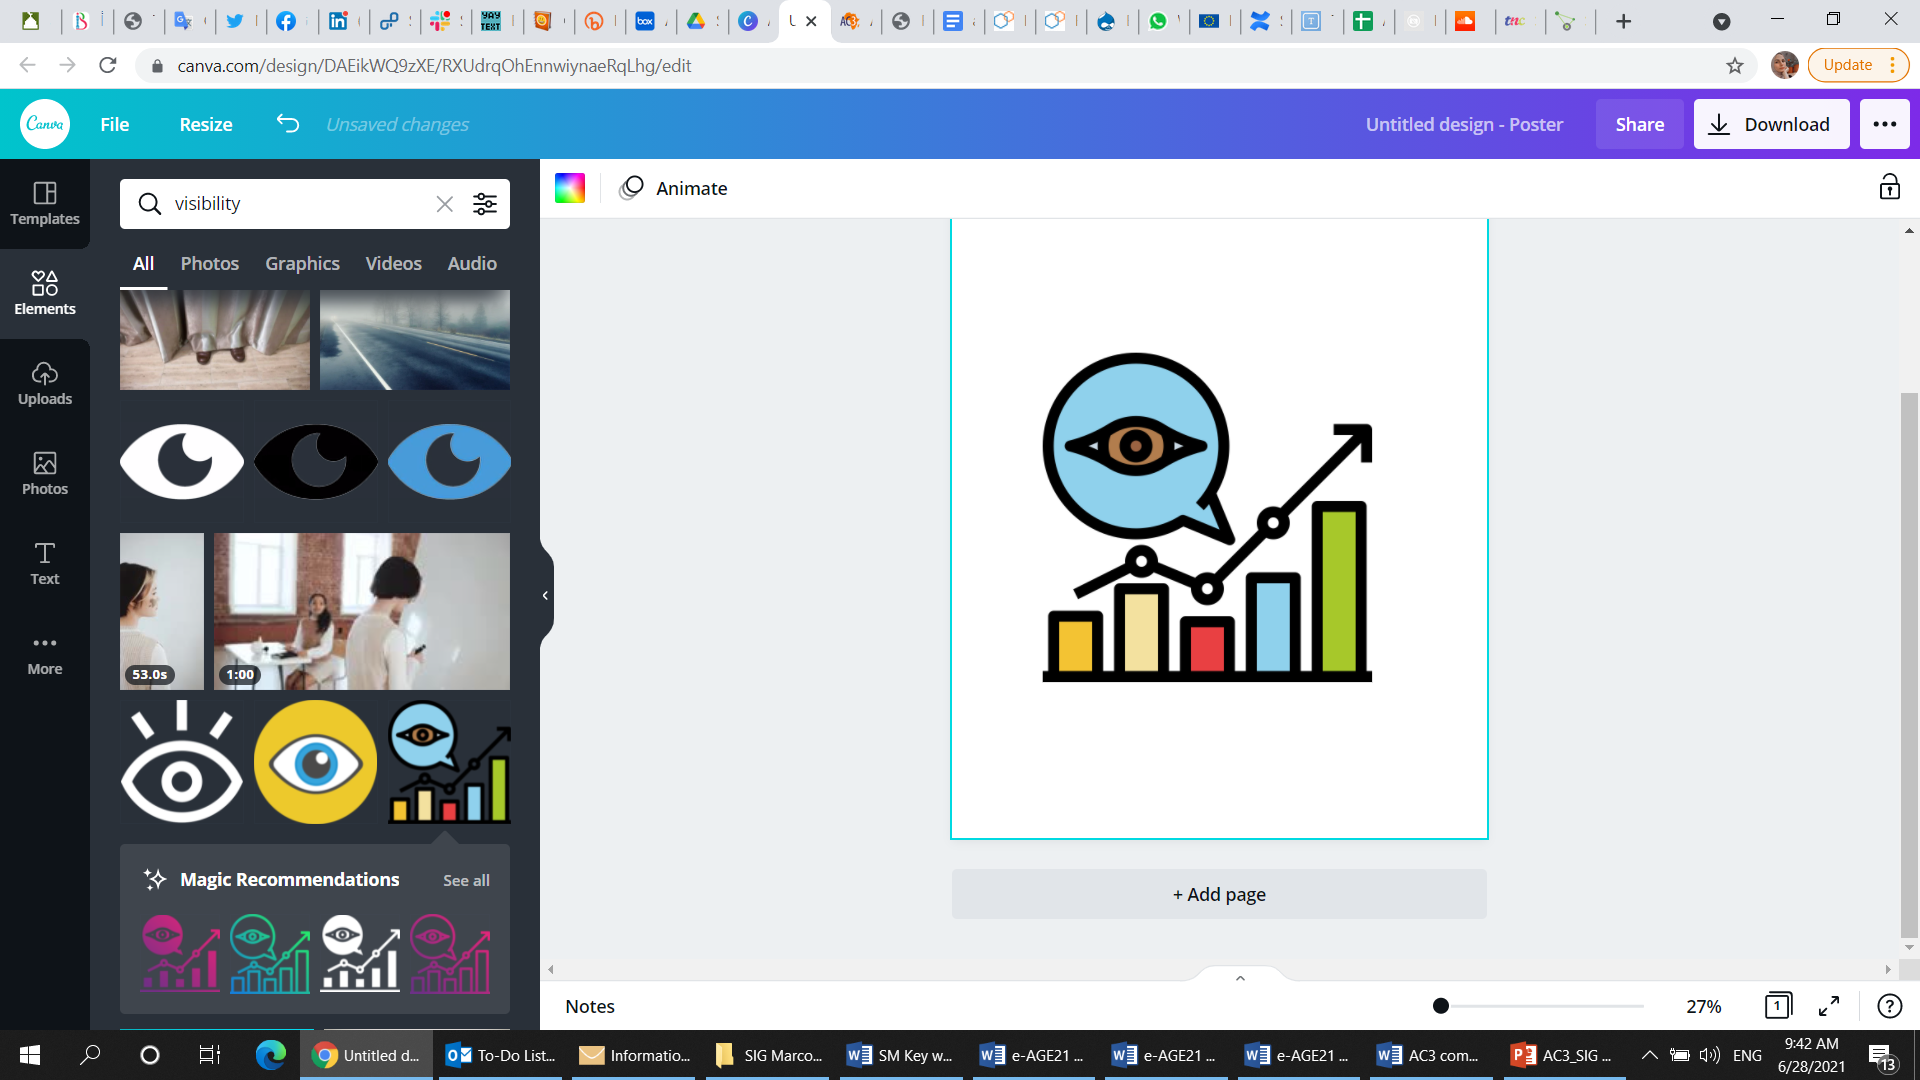 canva.com/design/DAEikWQ9zXE/RXUdrqOhEnnwiynaeRqLhg/edit
Update
Canva
File
Resize
Unsaved changes
Untitled design - Poster
Share
Download
Templates
Elements
Uploads
Photos
Text
More
visibility
All
Photos
Graphics
Videos
Audio
53.0s
1:00
Magic Recommendations
See all
Animate
+ Add page
Notes
27%
1
Untitled d...
To-Do List...
Informatio...
SIG Marco...
SM Key w...
e-AGE21 ...
e-AGE21 ...
e-AGE21 ...
AC3 com...
AC3_SIG ...
ENG
9:42 AM
6/28/2021
13